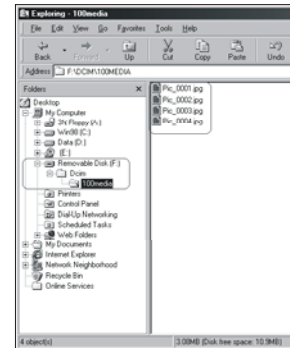 Exploring - 100media
File Edit View Go Favorites Tools Help
Back Forward Up Cut Copy Paste Undo
Address F:\DCIM\100MEDIA
Folders ×
Desktop
My Computer
3½ Floppy (A:)
Win98 (C:)
Data (D:)
(E:)
Removable Disk (F:)
Dcim
100media
Printers
Control Panel
Dial-Up Networking
Scheduled Tasks
Web Folders
My Documents
Internet Explorer
Network Neighborhood
Recycle Bin
Online Services
Pic_0001.jpg
Pic_0002.jpg
Pic_0003.jpg
Pic_0004.jpg
4 object(s) 3.08MB (Disk free space: 10.9MB)